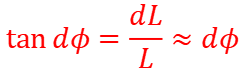 tan dϕ = dL/L ≈ dϕ